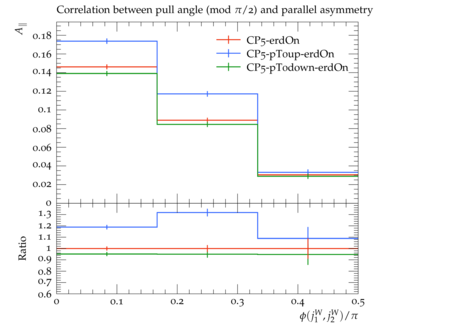 Correlation between pull angle (mod π/2) and parallel asymmetry
A∥
0.18
0.16
0.14
0.12
0.1
0.08
0.06
0.04
0.02
0
CP5-erdOn
CP5-pT0up-erdOn
CP5-pT0down-erdOn
Ratio
1.3
1.2
1.1
1
0.9
0.8
0.7
0.6
0 0.1 0.2 0.3 0.4 0.5
ϕ(j₁ᵂ, j₂ᵂ)/π